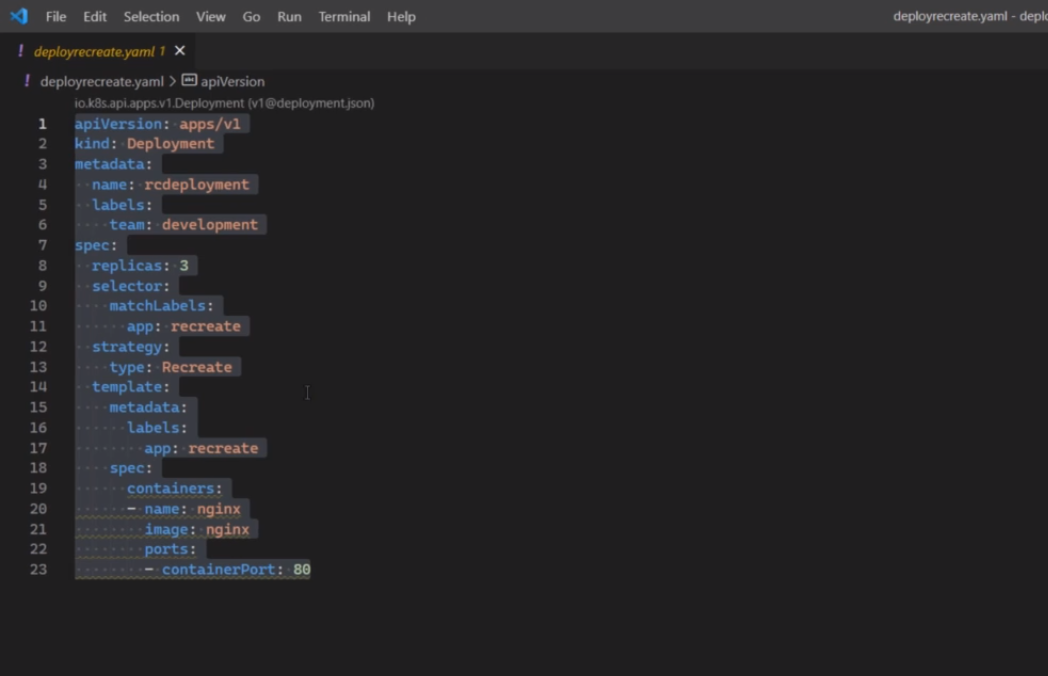 File Edit Selection View Go Run Terminal Help deployrecreate.yaml - deplo
! deployrecreate.yaml 1 ×
! deployrecreate.yaml > apiVersion
io.k8s.api.apps.v1.Deployment (v1@deployment.json)
1 apiVersion: apps/v1
2 kind: Deployment
3 metadata:
4   name: rcdeployment
5   labels:
6     team: development
7 spec:
8   replicas: 3
9   selector:
10     matchLabels:
11       app: recreate
12   strategy:
13     type: Recreate
14   template:
15     metadata:
16       labels:
17         app: recreate
18     spec:
19       containers:
20       - name: nginx
21         image: nginx
22         ports:
23         - containerPort: 80